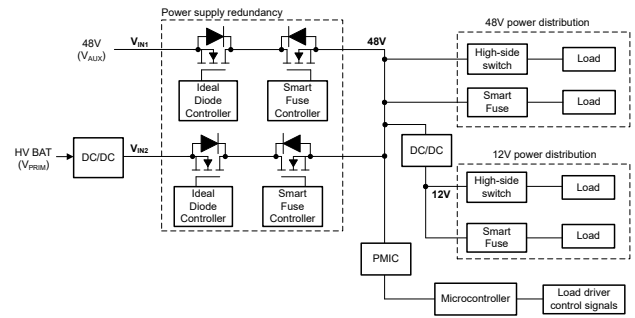 Power supply redundancy
48V power distribution
48V
(VAUX)
VIN1
48V
High-side
switch
Load
Ideal
Diode
Controller
Smart
Fuse
Controller
Smart
Fuse
Load
HV BAT
(VPRIM)
DC/DC
VIN2
DC/DC
12V power distribution
High-side
switch
Load
12V
Ideal
Diode
Controller
Smart
Fuse
Controller
Smart
Fuse
Load
PMIC
Microcontroller
Load driver
control signals